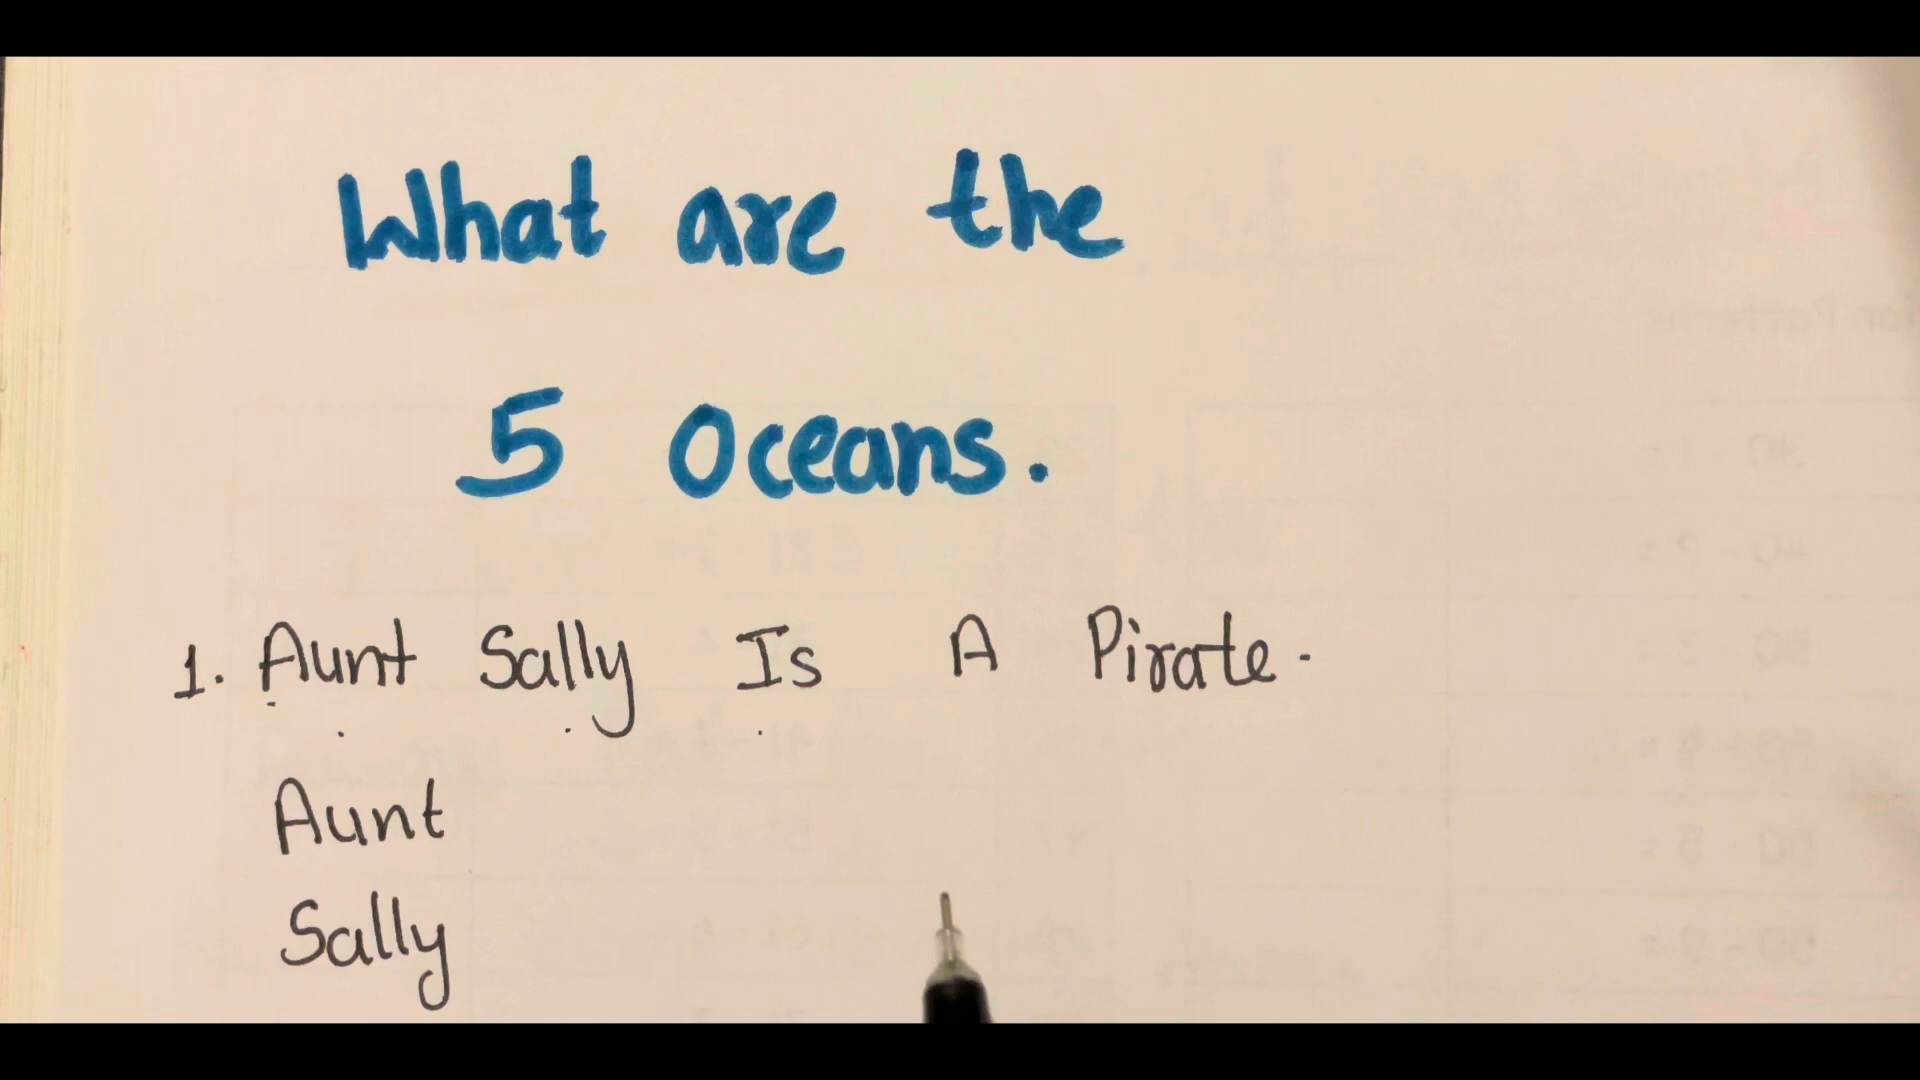 What are the
5 Oceans.
1. Aunt Sally Is A Pirate.
Aunt
Sally